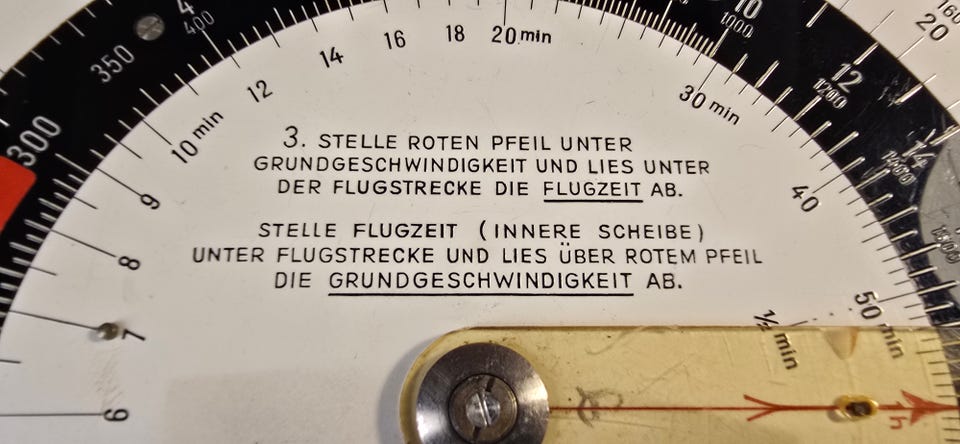 4
400
350
300
10
1000
12
1200
14
1400
20
160
10 min
12
14
16
18
20 min
30 min
40
50 min
9
8
7
6
½ min
1h
3. STELLE ROTEN PFEIL UNTER
GRUNDGESCHWINDIGKEIT UND LIES UNTER
DER FLUGSTRECKE DIE FLUGZEIT AB.
STELLE FLUGZEIT (INNERE SCHEIBE)
UNTER FLUGSTRECKE UND LIES ÜBER ROTEM PFEIL
DIE GRUNDGESCHWINDIGKEIT AB.